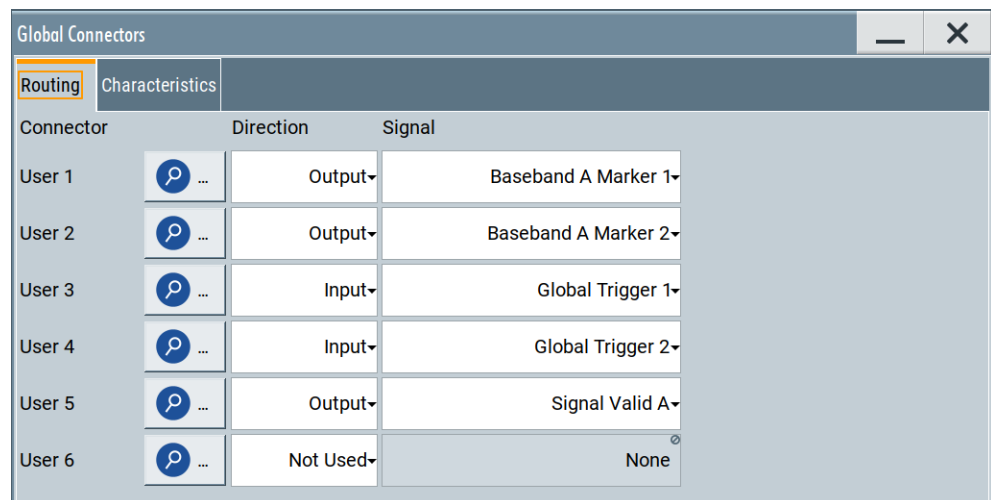 Global Connectors
Routing Characteristics
Connector Direction Signal
User 1 ... Output Baseband A Marker 1
User 2 ... Output Baseband A Marker 2
User 3 ... Input Global Trigger 1
User 4 ... Input Global Trigger 2
User 5 ... Output Signal Valid A
User 6 ... Not Used None